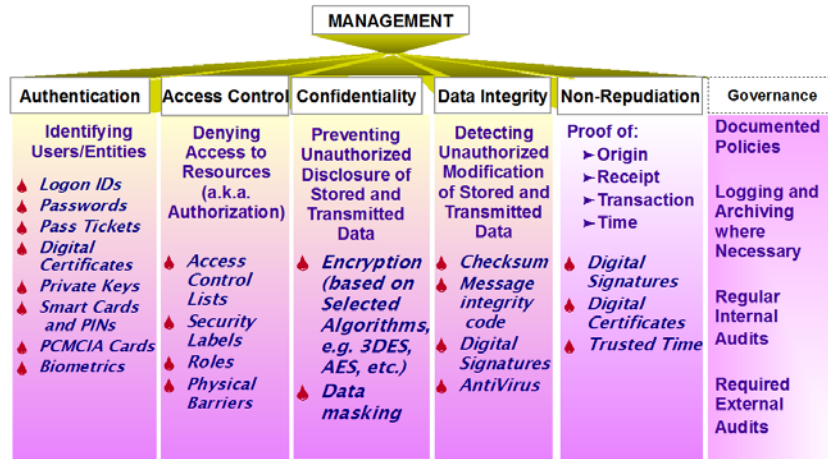 MANAGEMENT
Authentication
Identifying
Users/Entities
Logon IDs
Passwords
Pass Tickets
Digital
Certificates
Private Keys
Smart Cards
and PINs
PCMCIA Cards
Biometrics
Access Control
Denying
Access to
Resources
(a.k.a.
Authorization)
Access
Control
Lists
Security
Labels
Roles
Physical
Barriers
Confidentiality
Preventing
Unauthorized
Disclosure of
Stored and
Transmitted
Data
Encryption
(based on
Selected
Algorithms,
e.g. 3DES,
AES, etc.)
Data
masking
Data Integrity
Detecting
Unauthorized
Modification
of Stored and
Transmitted
Data
Checksum
Message
integrity
code
Digital
Signatures
AntiVirus
Non-Repudiation
Proof of:
➤Origin
➤Receipt
➤Transaction
➤Time
Digital
Signatures
Digital
Certificates
Trusted Time
Governance
Documented
Policies
Logging and
Archiving
where
Necessary
Regular
Internal
Audits
Required
External
Audits